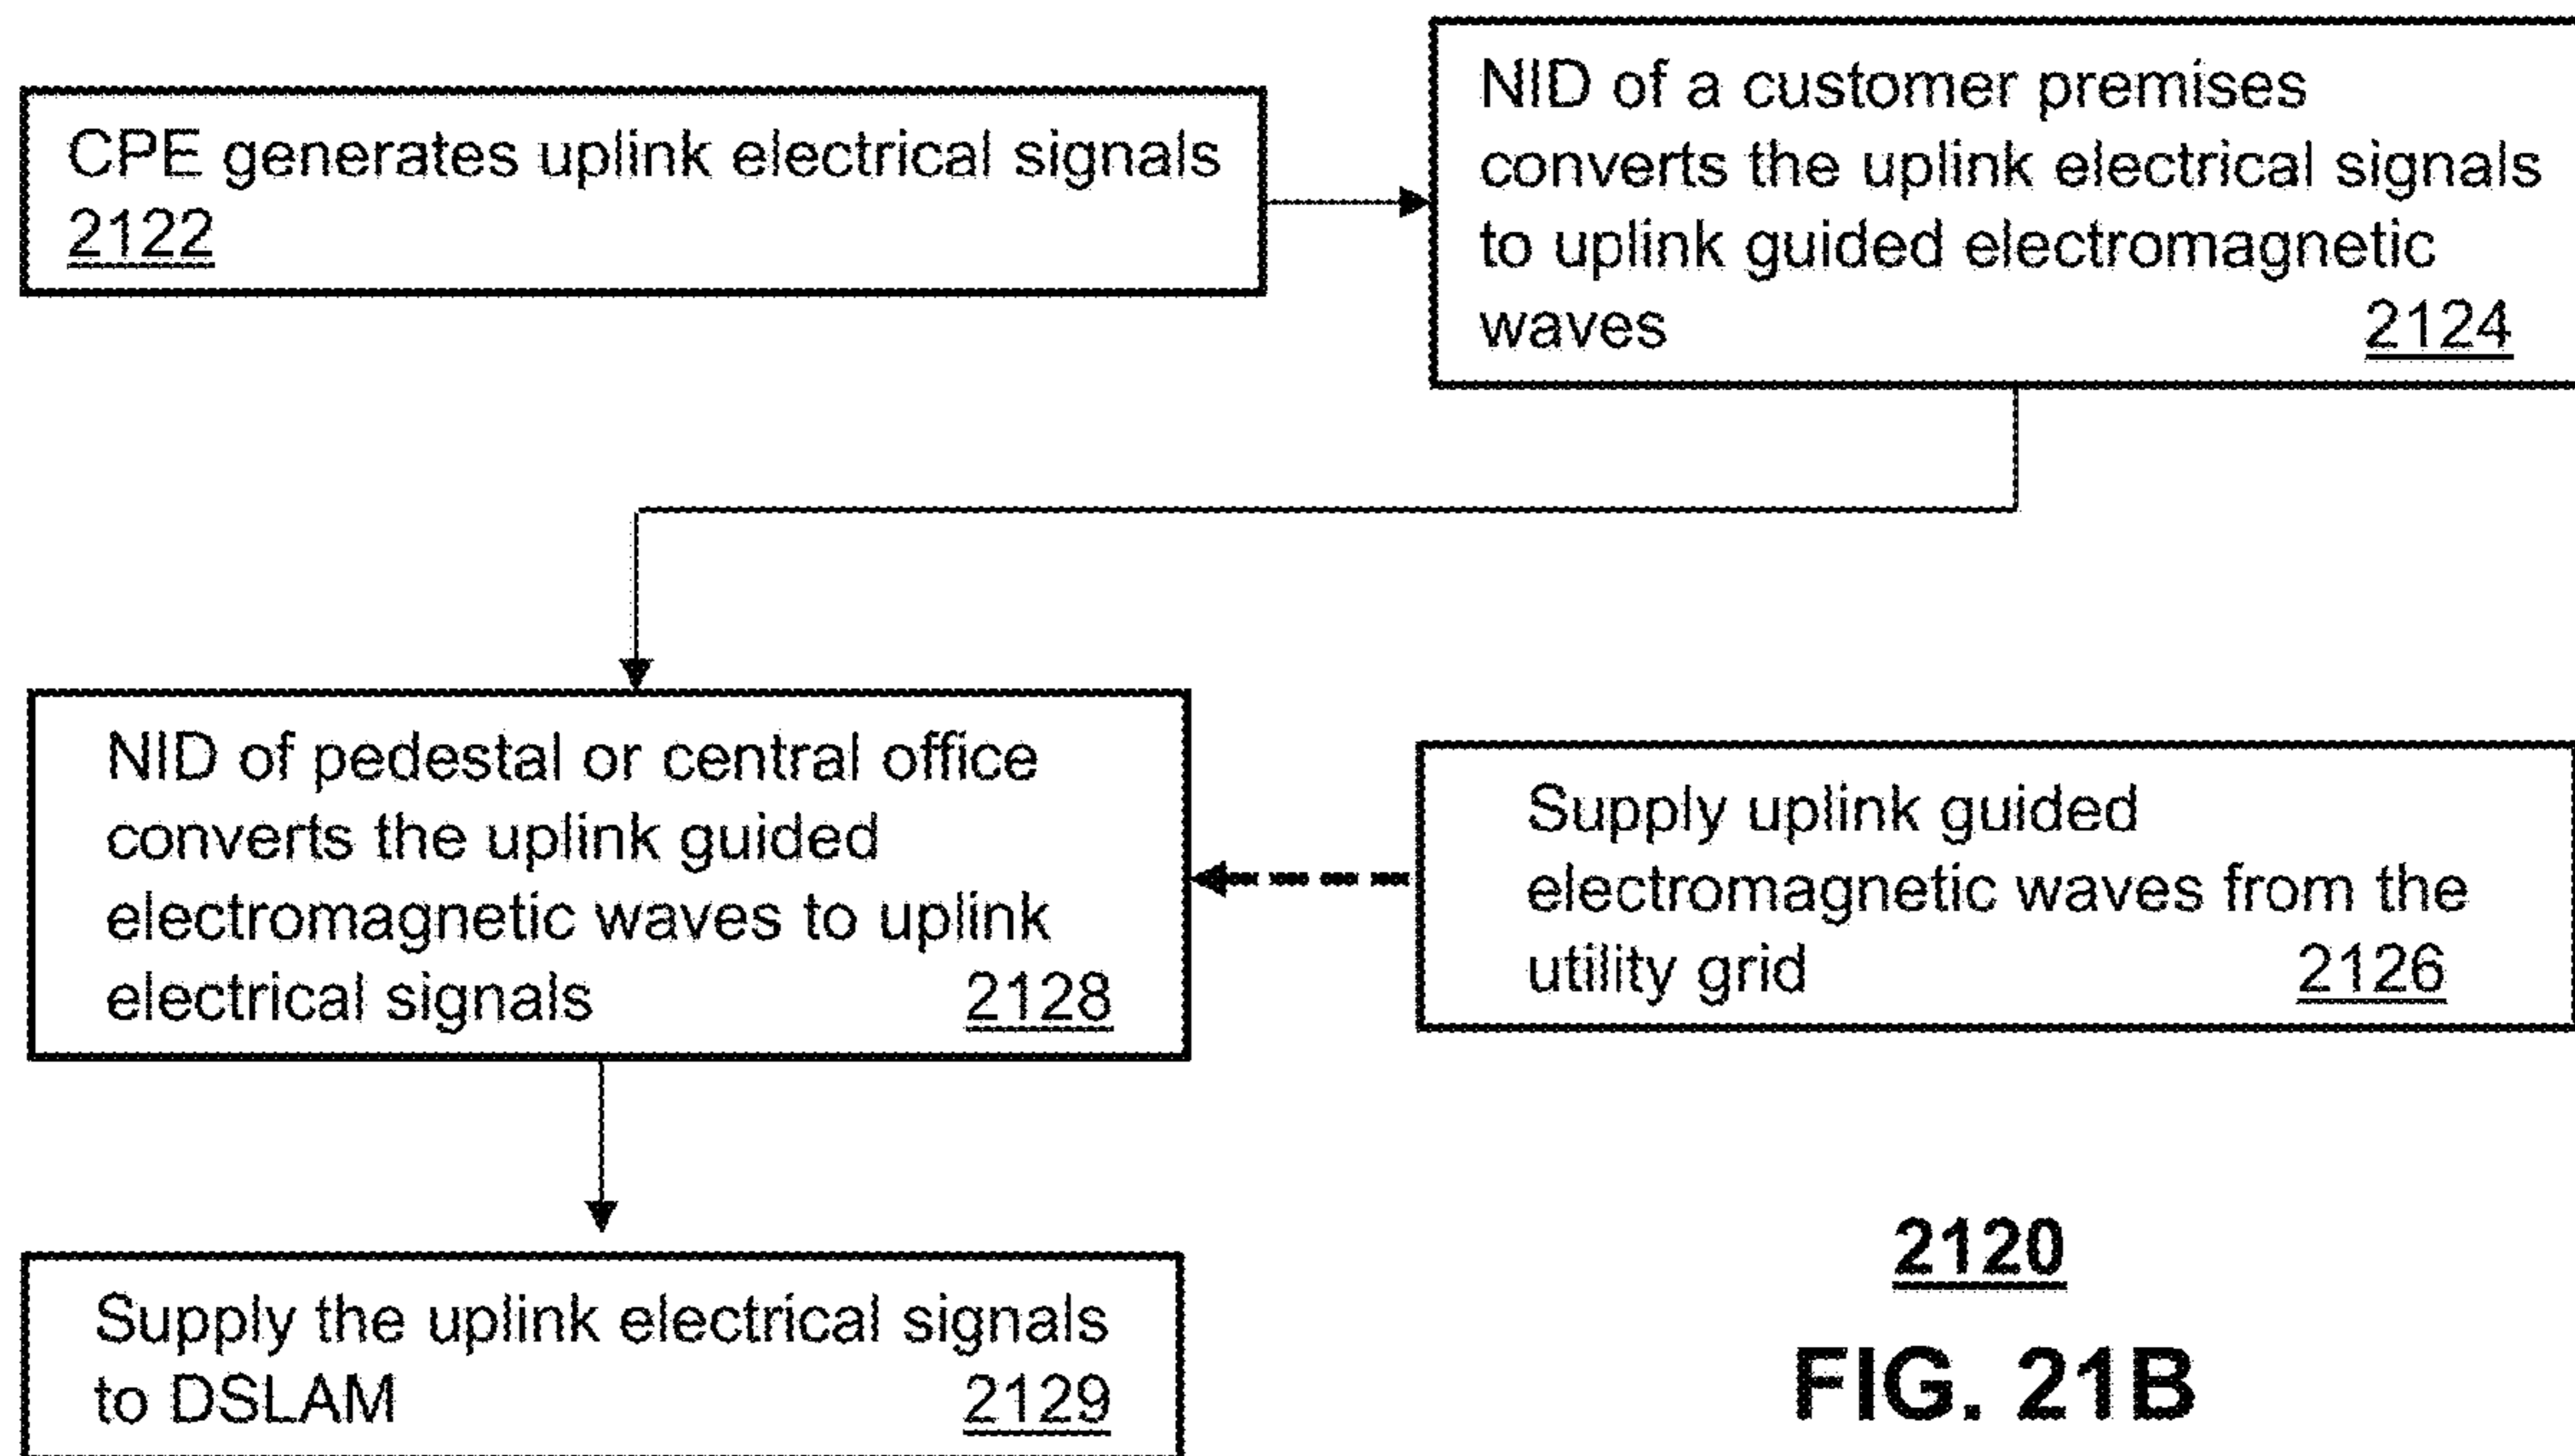 CPE generates uplink electrical signals
2122
NID of a customer premises
converts the uplink electrical signals
to uplink guided electromagnetic
waves 2124
NID of pedestal or central office
converts the uplink guided
electromagnetic waves to uplink
electrical signals 2128
Supply uplink guided
electromagnetic waves from the
utility grid 2126
Supply the uplink electrical signals
to DSLAM 2129
2120
FIG. 21B